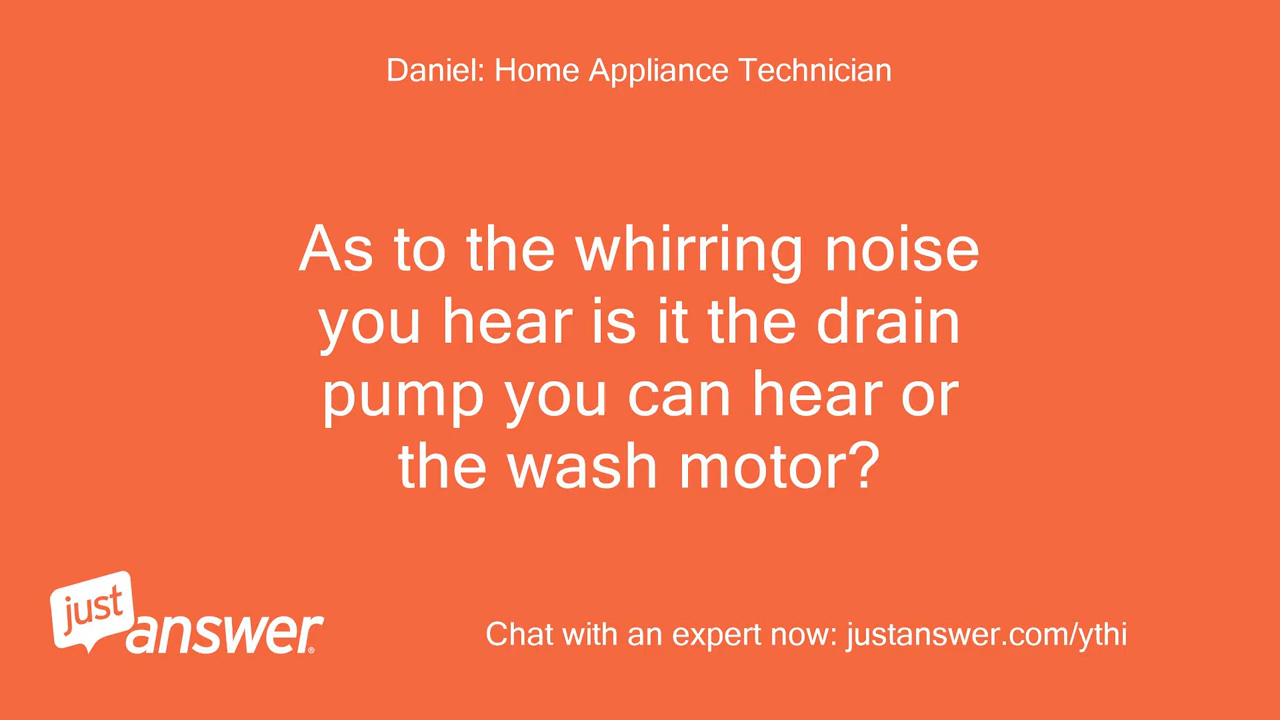 Daniel: Home Appliance Technician
As to the whirring noise
you hear is it the drain
pump you can hear or
the wash motor?
just
answer®
Chat with an expert now: justanswer.com/ythi